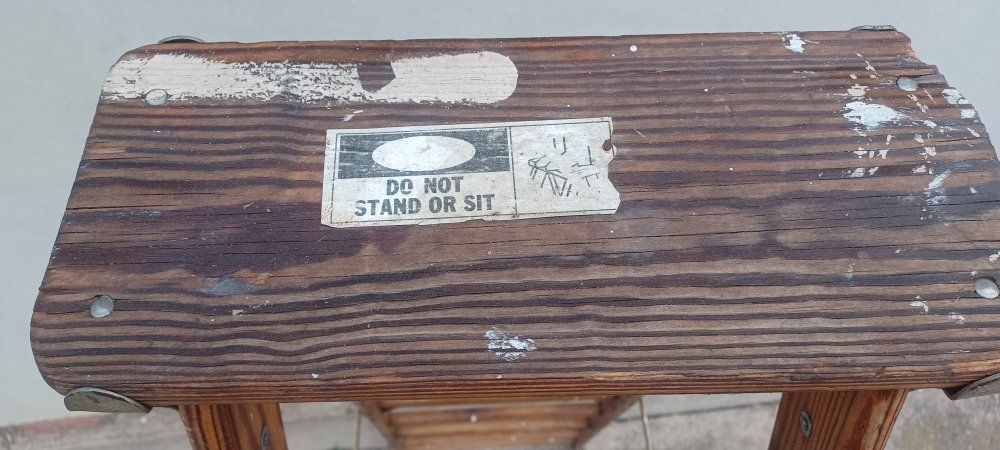 DO NOT
STAND OR SIT